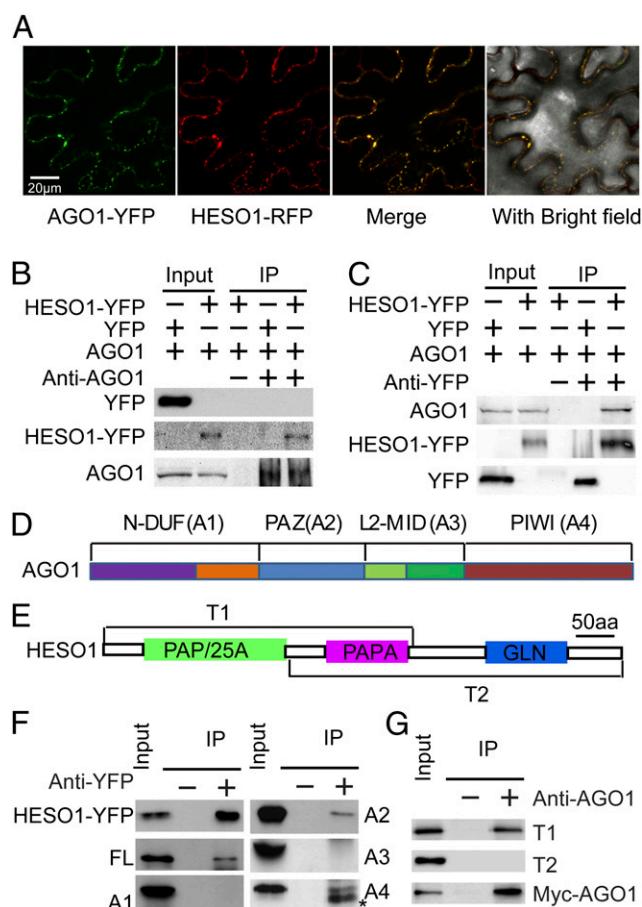 A
20µm
AGO1-YFP HESO1-RFP Merge With Bright field
B
Input IP
HESO1-YFP − + + − +
YFP + − − + −
AGO1 + + + + +
Anti-AGO1 − + +
YFP
HESO1-YFP
AGO1
C
Input IP
HESO1-YFP − + + − +
YFP + − − + −
AGO1 + + + + +
Anti-YFP − + +
AGO1
HESO1-YFP
YFP
D
N-DUF(A1) PAZ(A2) L2-MID(A3) PIWI(A4)
AGO1
E
T1
50aa
HESO1 PAP/25A PAPA GLN
T2
F
Input IP Input IP
Anti-YFP − + − +
HESO1-YFP A2
FL A3
A1 A4
*
G
Input IP
− + Anti-AGO1
T1
T2
Myc-AGO1